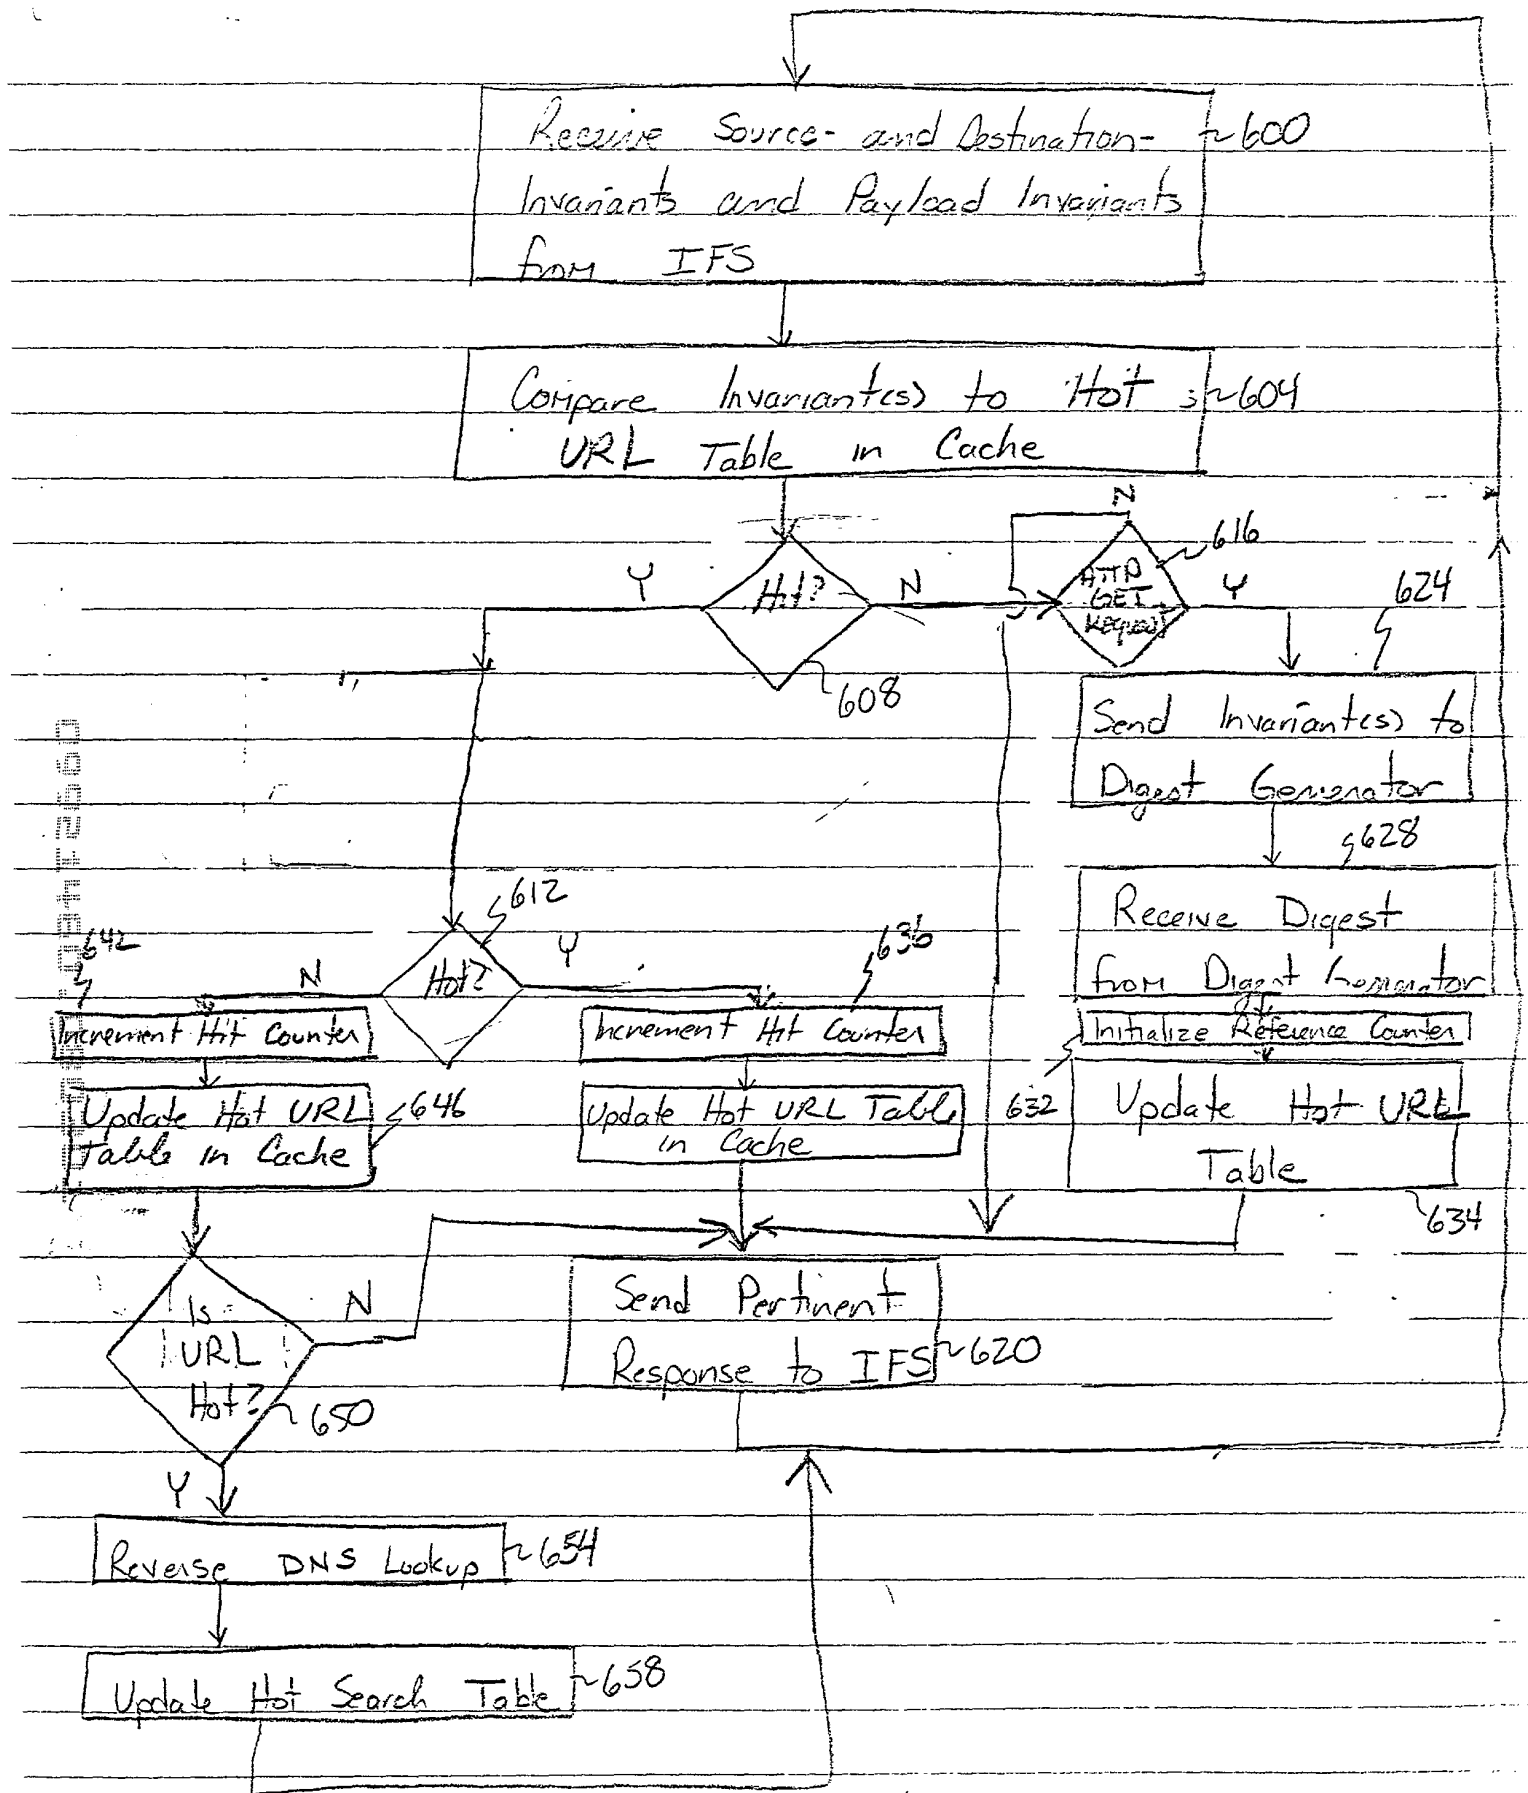 Receive Source- and Destination- ~600
Invariants and Payload Invariants
from IFS
Compare Invariant(s) to Hot ~604
URL Table in Cache
N
616
Y
Hit?
N
HTTP
GET
Request
Y
624
608
Send Invariant(s) to
Digest Generator
628
612
Receive Digest
from Digest Generator
642
N
Hot?
Y
636
Increment Hit Counter
Increment Hit Counter
Initialize Reference Counter
Update Hot URL
Table in Cache
646
Update Hot URL Table
in Cache
632
Update Hot URL
Table
634
Is
URL
Hot?
N
650
Send Pertinent
Response to IFS
~620
Y
Reverse DNS Lookup ~654
Update Hot Search Table ~658